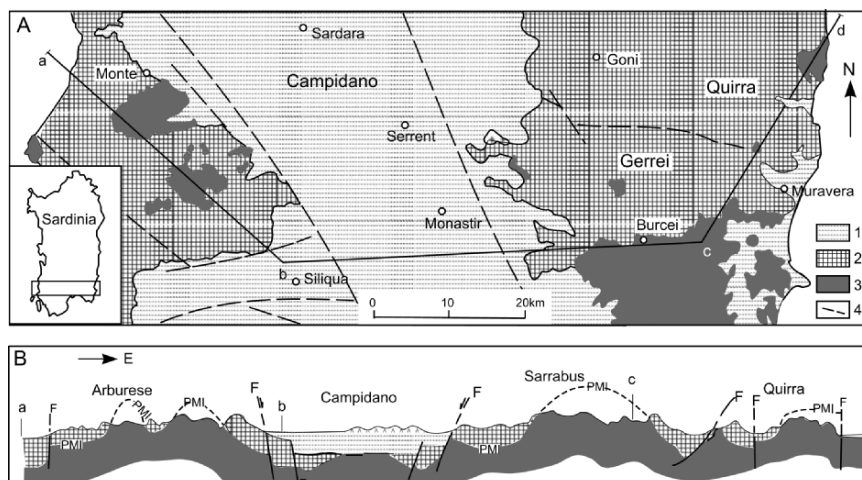 A
Sardara
d
a
Monte
Goni
N
Campidano
Quirra
Serrent
Gerrei
Sardinia
Muravera
Monastir
Burcei
1
b
c
2
Siliqua
3
0 10 20km
4
B
E
Sarrabus
Arburese
F
Campidano
F
PMI
c
F
Quirra
a
F
PMI
PMI
b
F
PMI
F
PMI
PMI
PMI